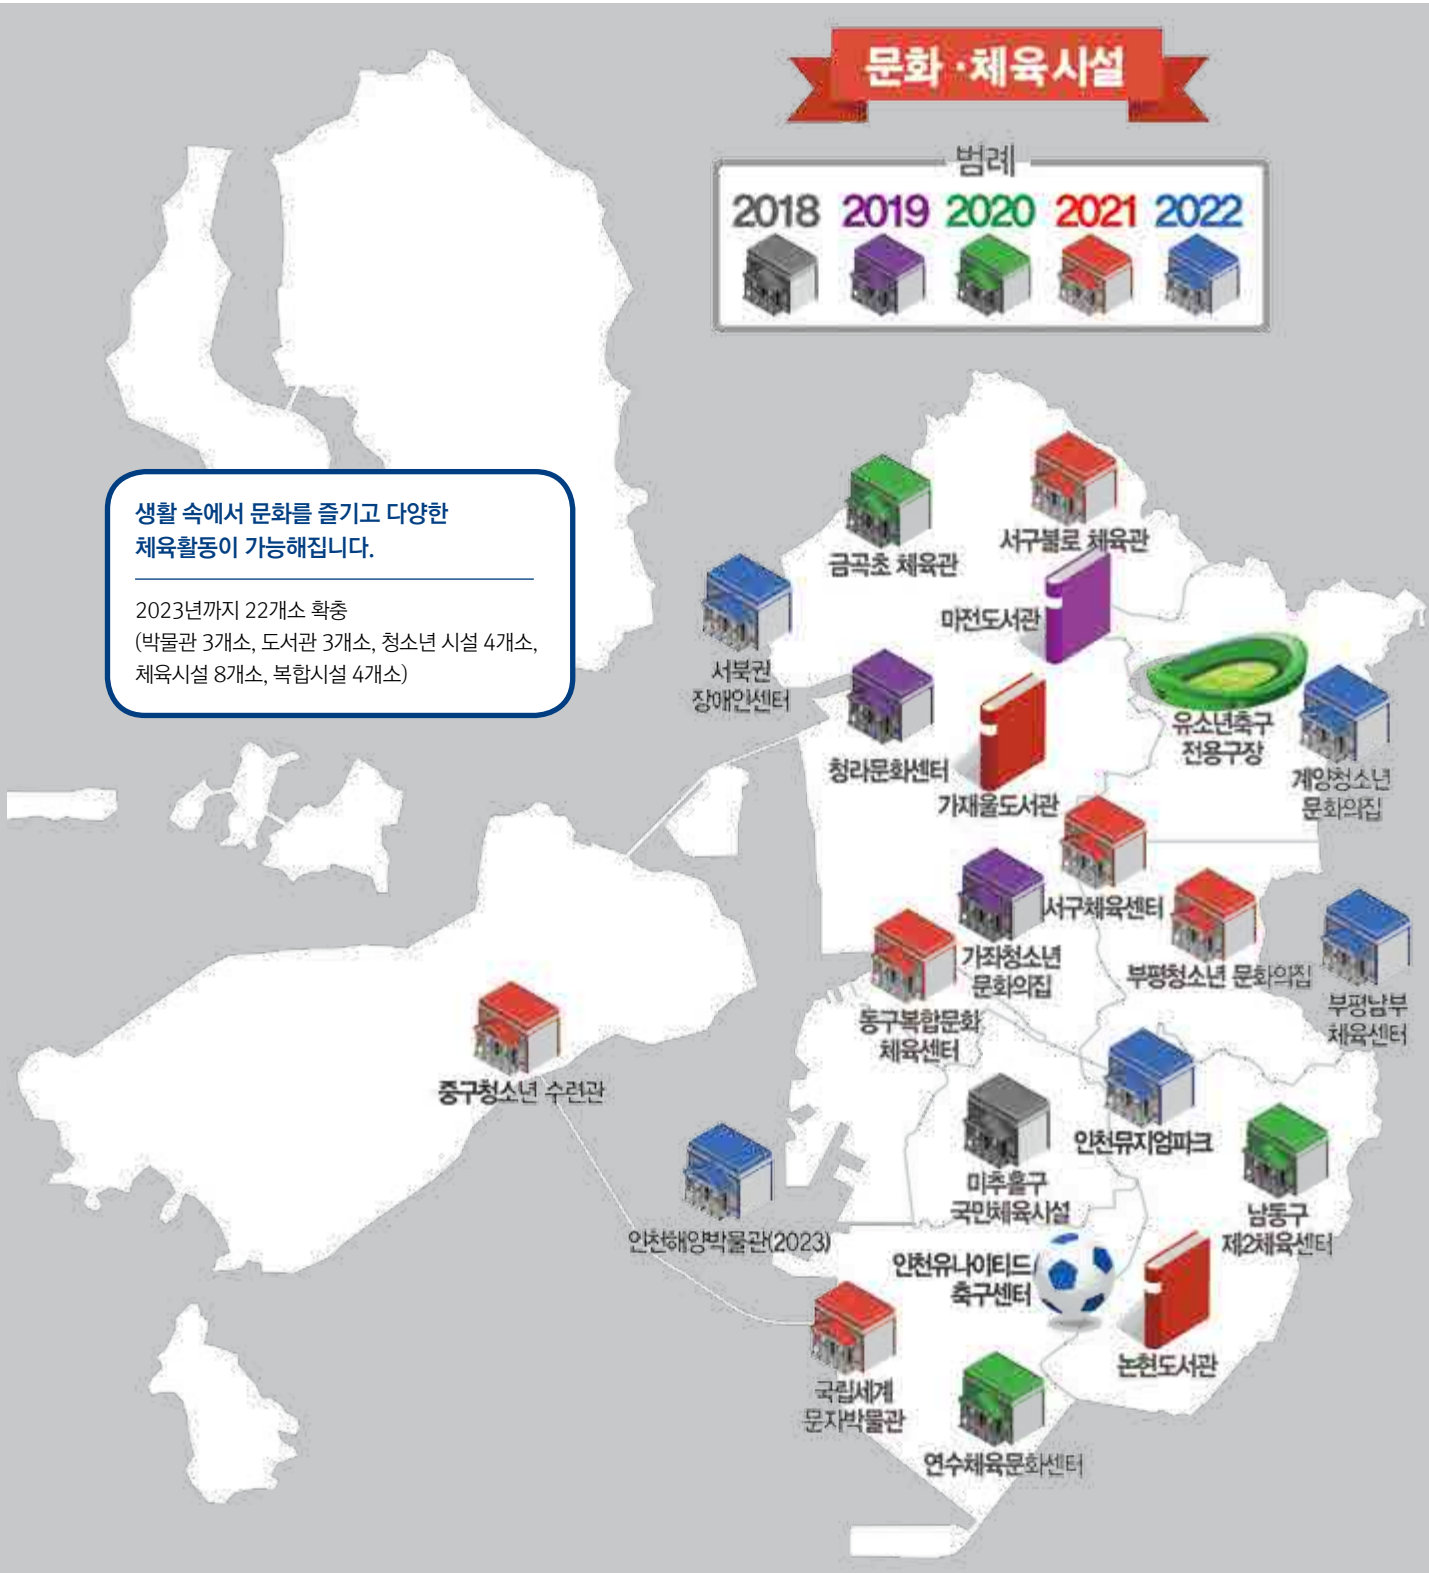 문화·체육시설
범례
2018 2019 2020 2021 2022
생활 속에서 문화를 즐기고 다양한
체육활동이 가능해집니다.
2023년까지 22개소 확충
(박물관 3개소, 도서관 3개소, 청소년 시설 4개소,
체육시설 8개소, 복합시설 4개소)
금곡초 체육관
서구불로 체육관
마전도서관
서북권
장애인센터
청라문화센터
가재울도서관
유소년축구
전용구장
계양청소년
문화의집
서구체육센터
가좌청소년
문화의집
부평청소년 문화의집
부평남부
체육센터
동구복합문화
체육센터
중구청소년 수련관
인천뮤지엄파크
미추홀구
국민체육시설
남동구
제2체육센터
인천해양박물관(2023)
인천유나이티드
축구센터
논현도서관
국립세계
문자박물관
연수체육문화센터